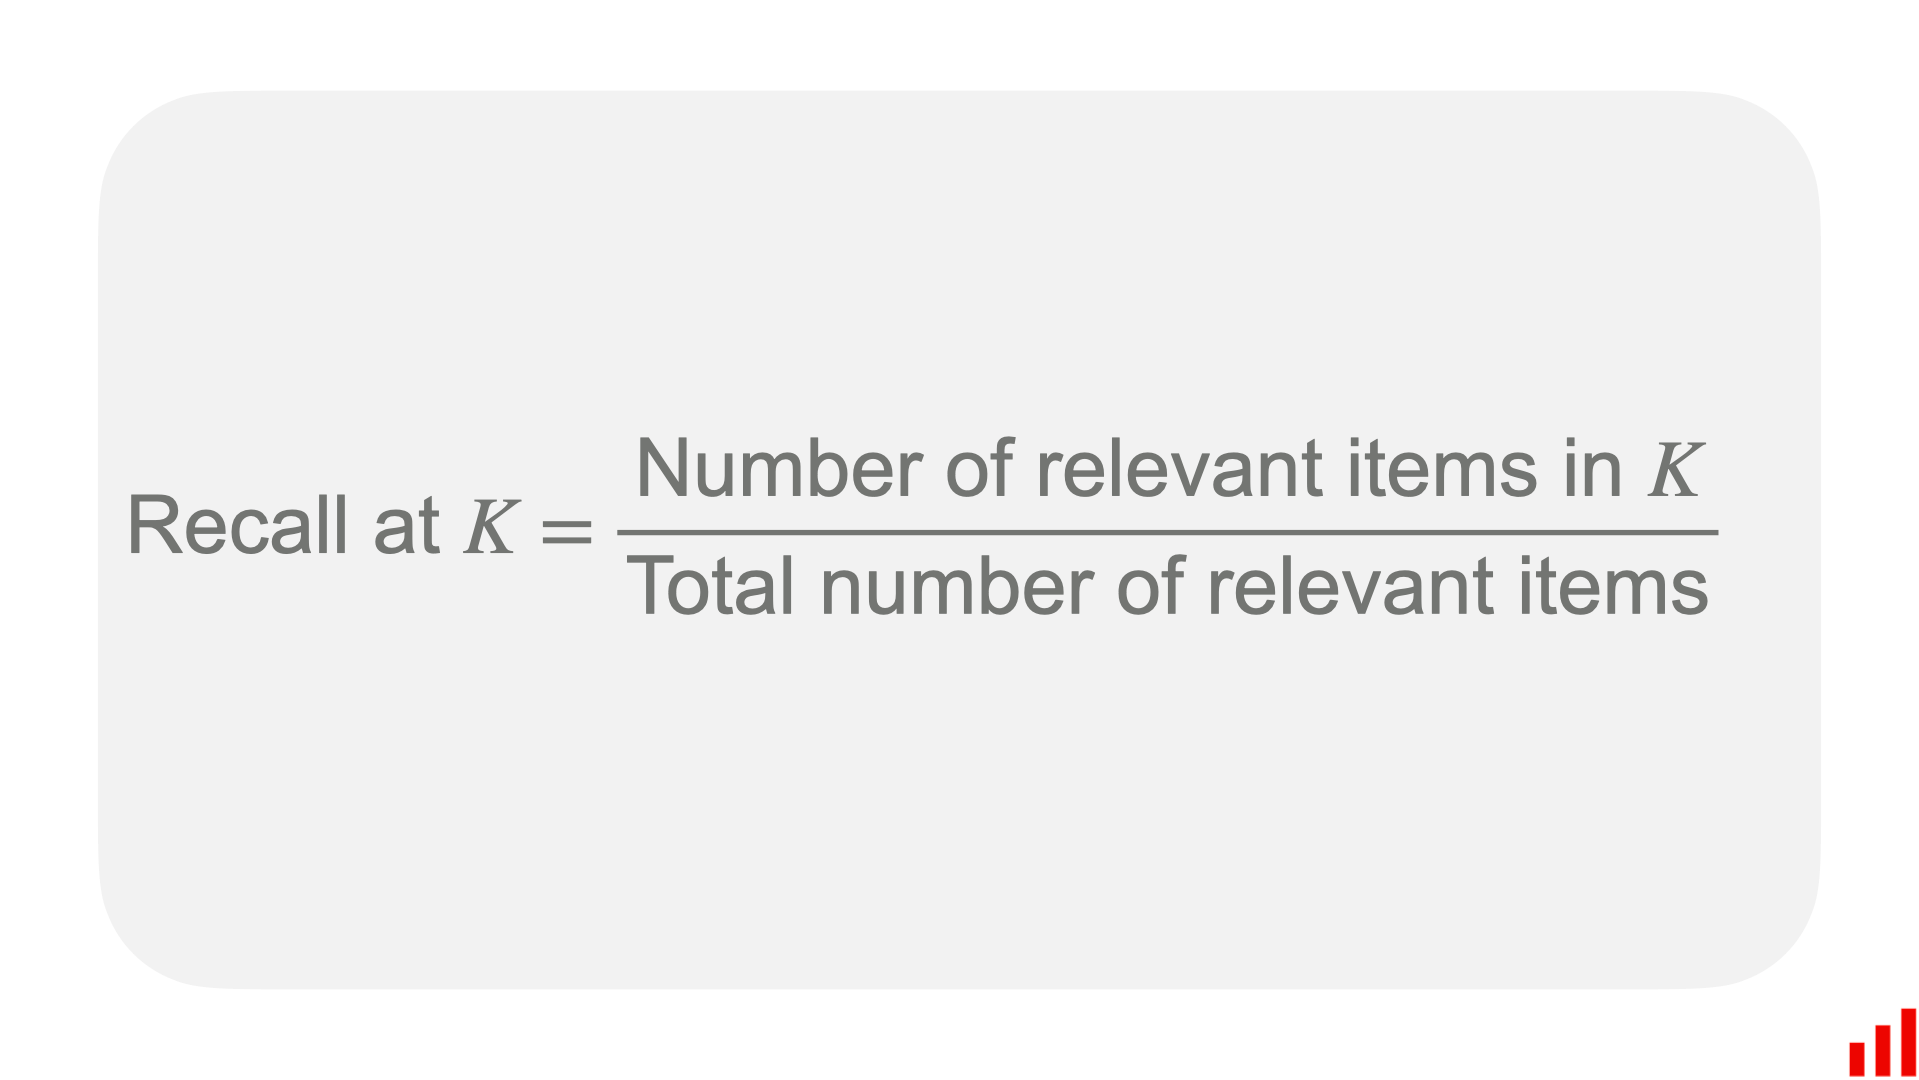 Recall at K = Number of relevant items in K
Total number of relevant items